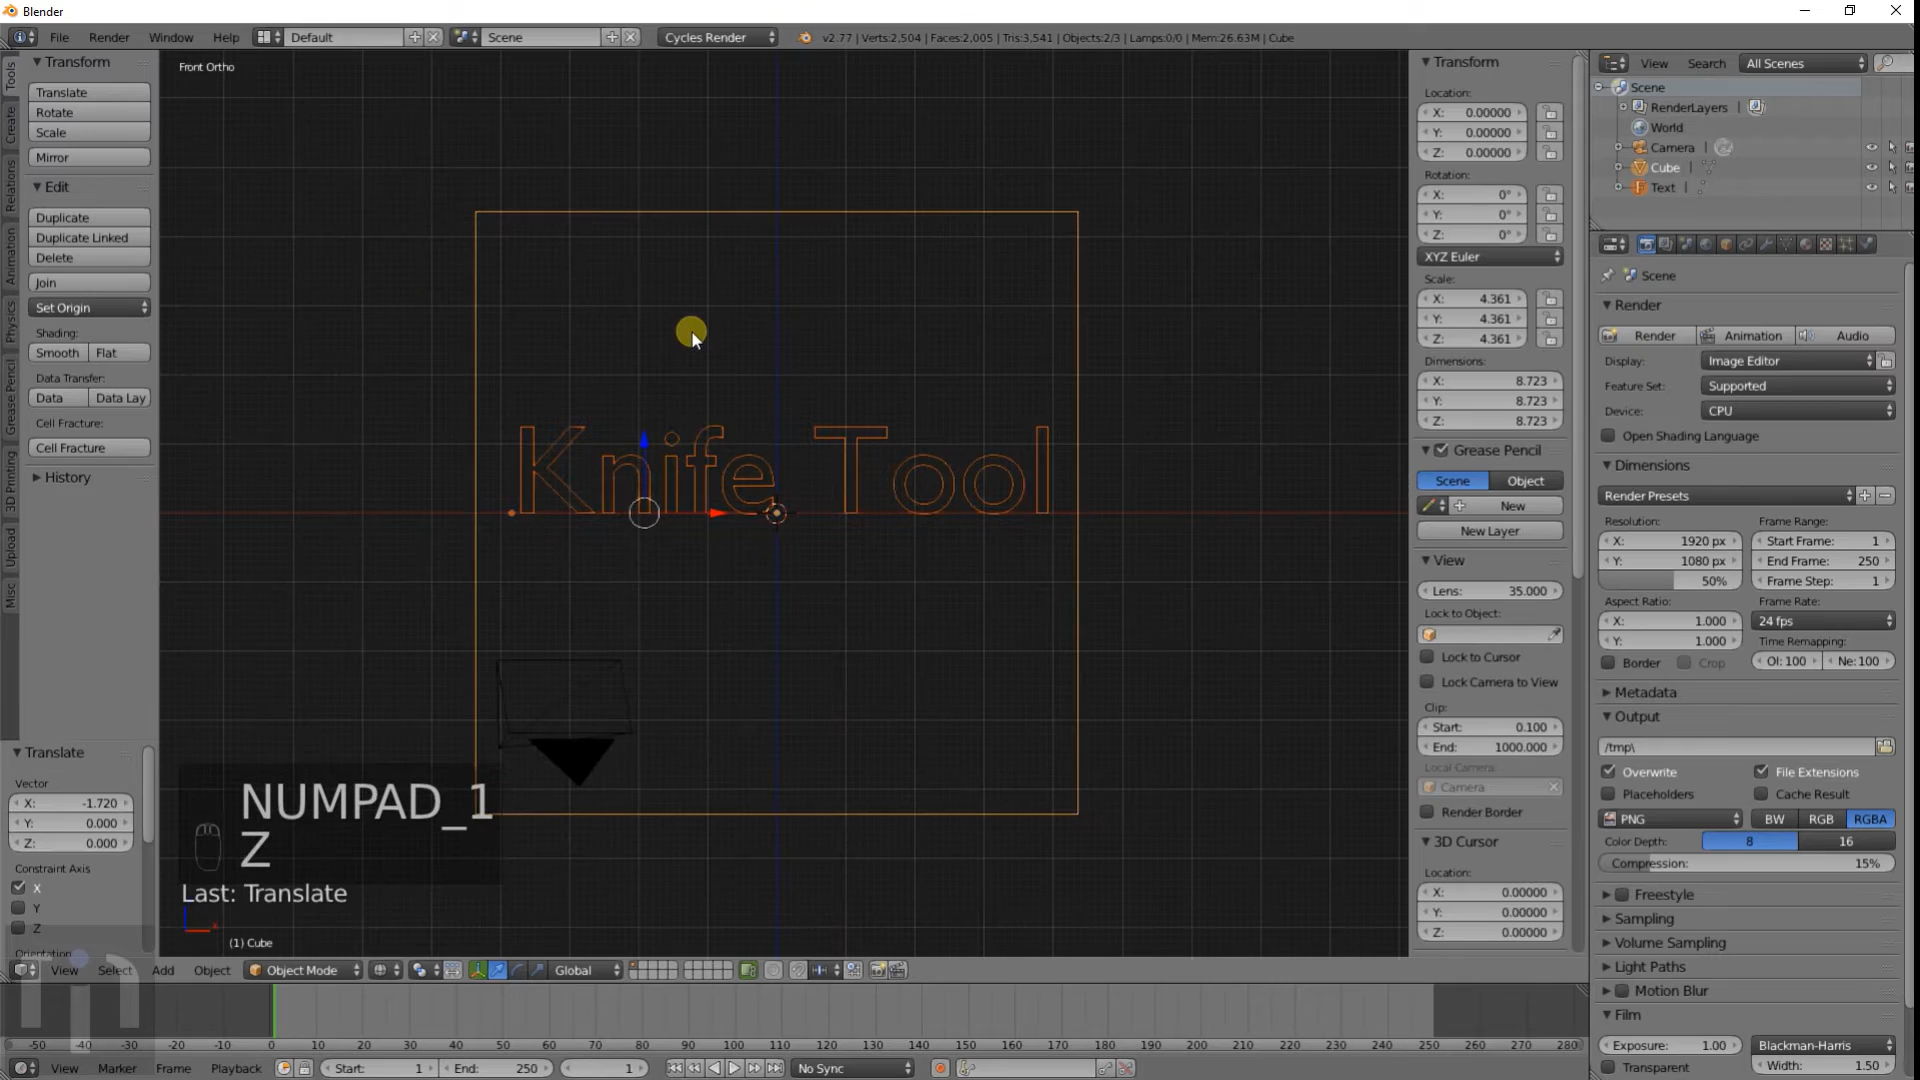 Blender
File Render Window Help Default Scene Cycles Render v2.77 | Verts:2,504 | Faces:2,005 | Tris:3,541 | Objects:2/3 | Lamps:0/0 | Mem:26.63M | Cube
Tools
Create
Relations
Animation
Physics
Grease Pencil
3D Printing
Upload
Misc
Transform
Translate
Rotate
Scale
Mirror
Edit
Duplicate
Duplicate Linked
Delete
Join
Set Origin
Shading:
Smooth Flat
Data Transfer:
Data Data Lay
Cell Fracture:
Cell Fracture
History
Translate
Vector
X: -1.720
Y: 0.000
Z: 0.000
Constraint Axis
X
Y
Z
Orientation
Front Ortho
Knife Tool
NUMPAD_1
Z
Last: Translate
(1) Cube
View Select Add Object Object Mode Global
Transform
Location:
X: 0.00000
Y: 0.00000
Z: 0.00000
Rotation:
X: 0°
Y: 0°
Z: 0°
XYZ Euler
Scale:
X: 4.361
Y: 4.361
Z: 4.361
Dimensions:
X: 8.723
Y: 8.723
Z: 8.723
Grease Pencil
Scene Object
New
New Layer
View
Lens: 35.000
Lock to Object:
Lock to Cursor
Lock Camera to View
Clip:
Start: 0.100
End: 1000.000
Local Camera:
Camera
Render Border
3D Cursor
Location:
X: 0.00000
Y: 0.00000
Z: 0.00000
View Search All Scenes
Scene
RenderLayers
World
Camera
Cube
Text
Scene
Render
Render Animation Audio
Display: Image Editor
Feature Set: Supported
Device: CPU
Open Shading Language
Dimensions
Render Presets
Resolution: Frame Range:
X: 1920 px Start Frame: 1
Y: 1080 px End Frame: 250
50% Frame Step: 1
Aspect Ratio: Frame Rate:
X: 1.000 24 fps
Y: 1.000 Time Remapping:
Border Crop Ol: 100 Ne: 100
Metadata
Output
/tmp\
Overwrite File Extensions
Placeholders Cache Result
PNG BW RGB RGBA
Color Depth: 8 16
Compression: 15%
Freestyle
Sampling
Volume Sampling
Light Paths
Motion Blur
Film
Exposure: 1.00 Blackman-Harris
Transparent Width: 1.50
-50 -40 -30 -20 -10 0 10 20 30 40 50 60 70 80 90 100 110 120 130 140 150 160 170 180 190 200 210 220 230 240 250 260 270 280
View Marker Frame Playback Start: 1 End: 250 1 No Sync